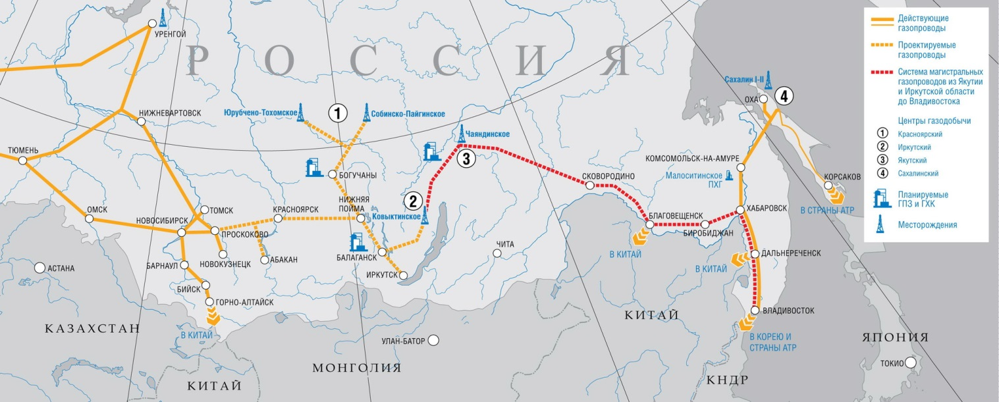 УРЕНГОЙ
РОССИЯ
НИЖНЕВАРТОВСК
ТЮМЕНЬ
Юрубчено-Тохомское
1
Собинско-Пайгинское
Чаяндинское
3
Сахалин I-II
ОХА
4
КОМСОМОЛЬСК-НА-АМУРЕ
Малоситинское
ПХГ
БОГУЧАНЫ
СКОВОРОДИНО
КОРСАКОВ
В СТРАНЫ АТР
ОМСК
НОВОСИБИРСК
ТОМСК
КРАСНОЯРСК
НИЖНЯЯ
ПОЙМА
2
Ковыктинское
БЛАГОВЕЩЕНСК
БИРОБИДЖАН
ХАБАРОВСК
ПРОСКОКОВО
АСТАНА
БАРНАУЛ
НОВОКУЗНЕЦК
АБАКАН
БАЛАГАНСК
ИРКУТСК
ЧИТА
В КИТАЙ
В КИТАЙ
ДАЛЬНЕРЕЧЕНСК
БИЙСК
ГОРНО-АЛТАЙСК
ВЛАДИВОСТОК
КАЗАХСТАН
В КИТАЙ
УЛАН-БАТОР
КИТАЙ
В КОРЕЮ И
СТРАНЫ АТР
ЯПОНИЯ
ТОКИО
МОНГОЛИЯ
КИТАЙ
КНДР
Действующие
газопроводы
Проектируемые
газопроводы
Система магистральных
газопроводов из Якутии
и Иркутской области
до Владивостока
Центры газодобычи
1 Красноярский
2 Иркутский
3 Якутский
4 Сахалинский
Планируемые
ГПЗ и ГХК
Месторождения